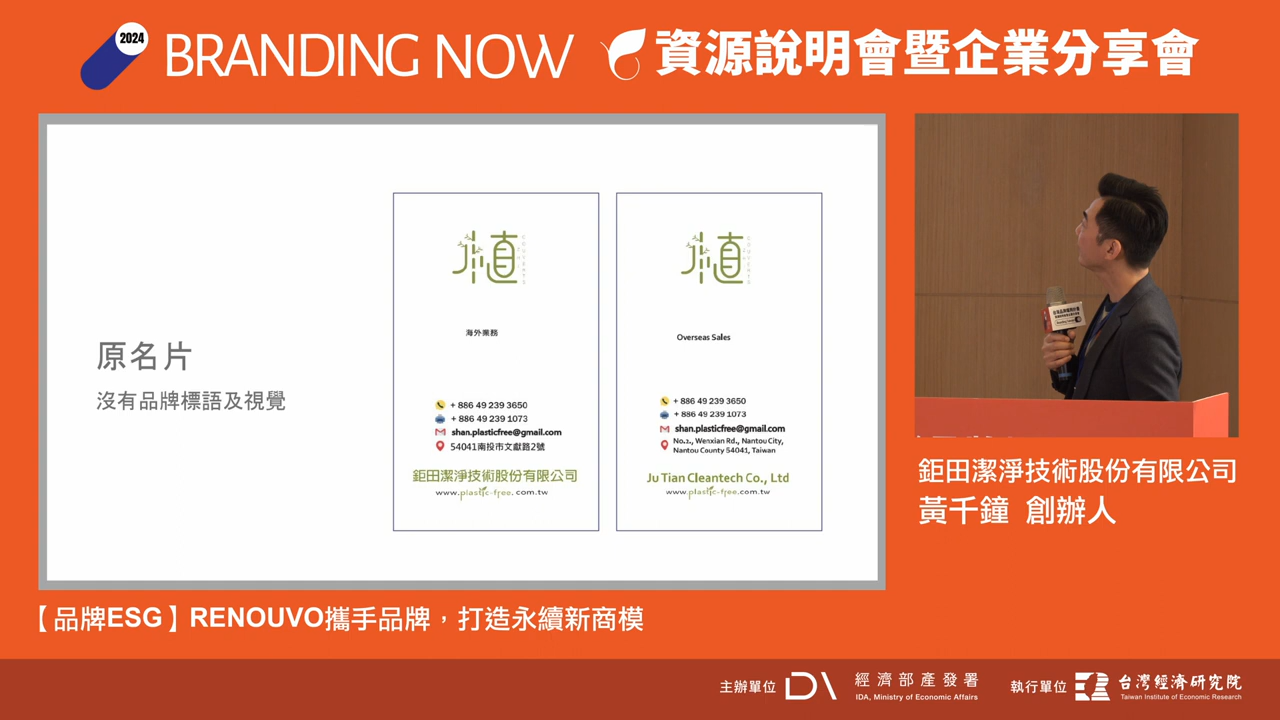 2024
BRANDING NOW 資源說明會暨企業分享會
原名片
沒有品牌標語及視覺
植
海外業務
+ 886 49 239 3650
+ 886 49 239 1073
shan.plasticfree@gmail.com
54041南投市文獻路2號
鉅田潔淨技術股份有限公司
www.plastic-free.com.tw
植
Overseas Sales
+ 886 49 239 3650
+ 886 49 239 1073
shan.plasticfree@gmail.com
No.2., Wenxian Rd., Nantou City,
Nantou County 54041, Taiwan
Ju Tian Cleantech Co., Ltd
www.plastic-free.com.tw
鉅田潔淨技術股份有限公司
黃千鐘 創辦人
【品牌ESG】RENOUVO攜手品牌，打造永續新商模
主辦單位 IDA 經濟部產發署
IDA, Ministry of Economic Affairs
執行單位 台灣經濟研究院
Taiwan Institute of Economic Research